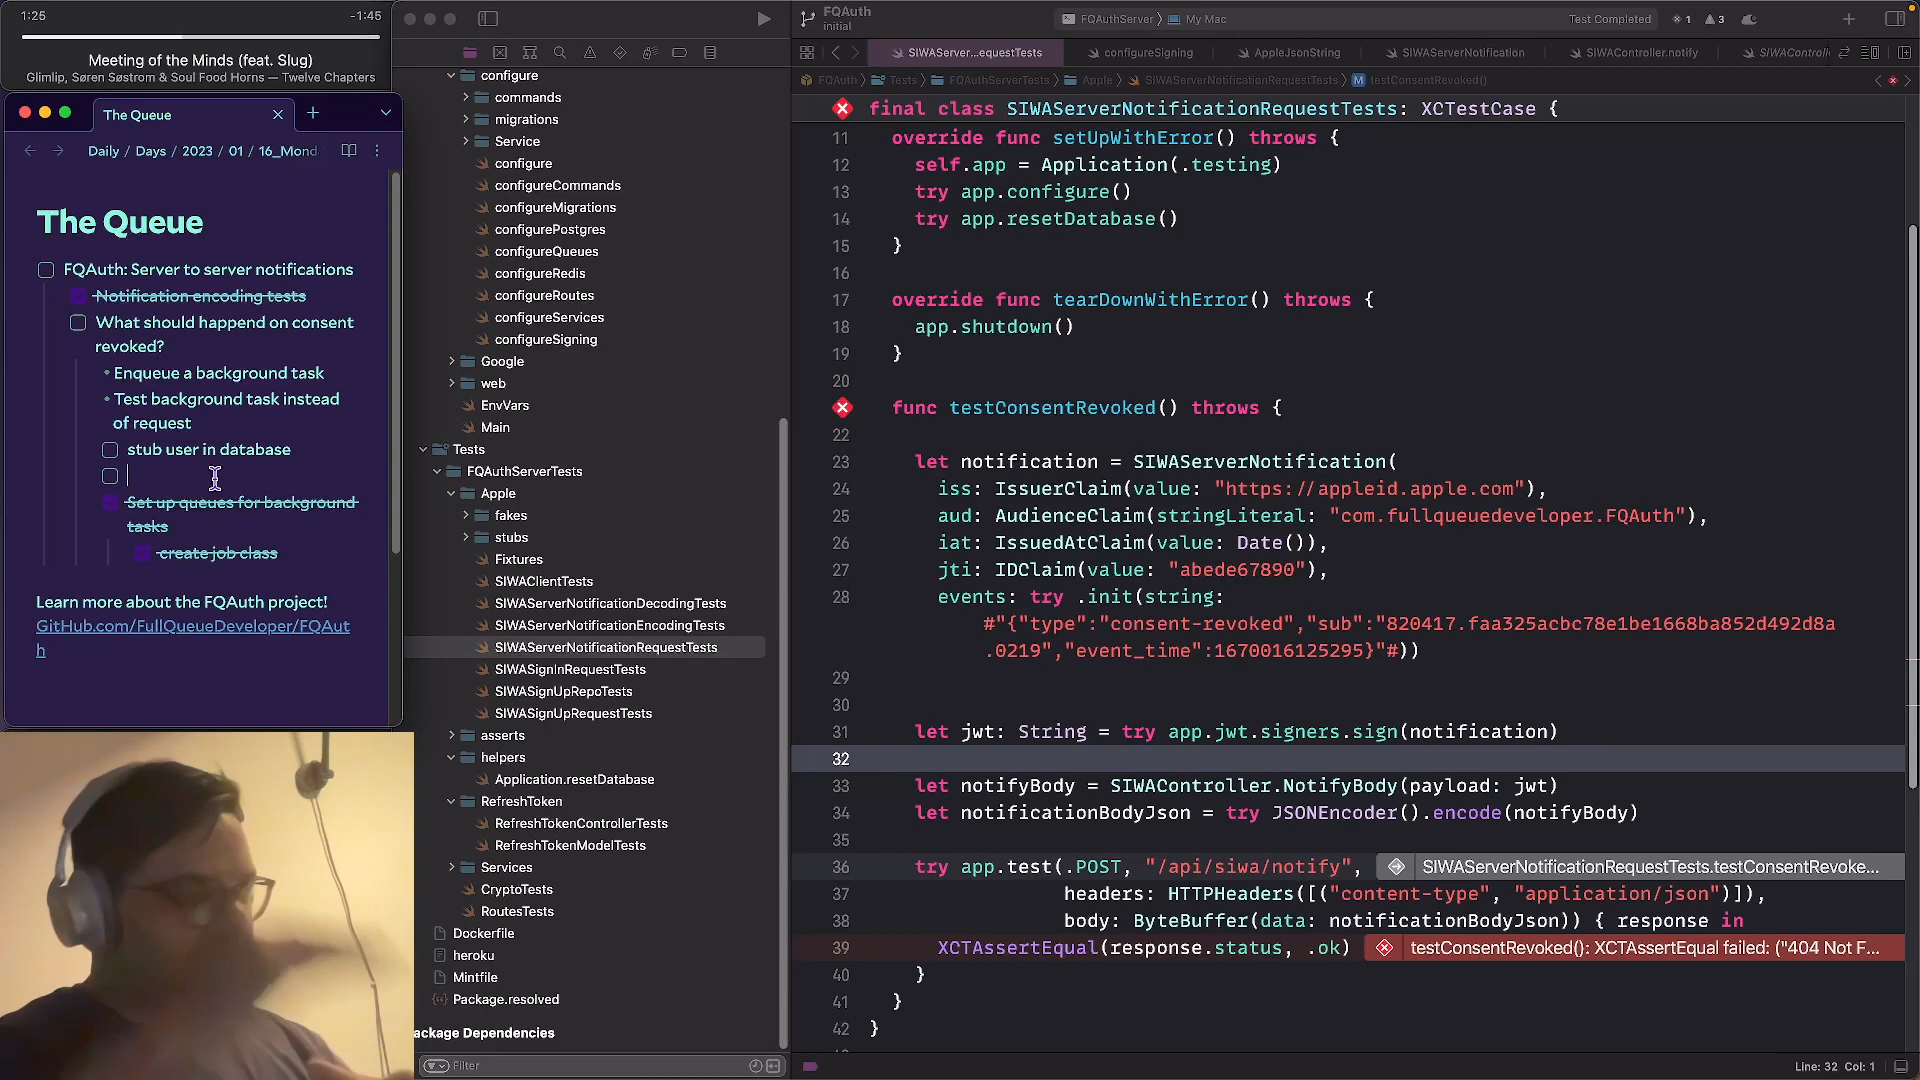 1:25
-1:45
Meeting of the Minds (feat. Slug)
Glimlip, Søren Søstrom & Soul Food Horns — Twelve Chapters
The Queue
Daily / Days / 2023 / 01 / 16_Mond
The Queue
FQAuth: Server to server notifications
Notification encoding tests
What should happend on consent
revoked?
• Enqueue a background task
• Test background task instead
of request
stub user in database
Set up queues for background
tasks
create job class
Learn more about the FQAuth project!
GitHub.com/FullQueueDeveloper/FQAut
h
configure
commands
migrations
Service
configure
configureCommands
configureMigrations
configurePostgres
configureQueues
configureRedis
configureRoutes
configureServices
configureSigning
Google
web
EnvVars
Main
Tests
FQAuthServerTests
Apple
fakes
stubs
Fixtures
SIWAClientTests
SIWAServerNotificationDecodingTests
SIWAServerNotificationEncodingTests
SIWAServerNotificationRequestTests
SIWASignInRequestTests
SIWASignUpRepoTests
SIWASignUpRequestTests
asserts
helpers
Application.resetDatabase
RefreshToken
RefreshTokenControllerTests
RefreshTokenModelTests
Services
CryptoTests
RoutesTests
Dockerfile
heroku
Mintfile
Package.resolved
ackage Dependencies
Filter
FQAuth
initial
FQAuthServer 〉 My Mac
Test Completed
1
3
SIWAServer...equestTests
configureSigning
AppleJsonString
SIWAServerNotification
SIWAController.notify
SIWAControll
FQAuth 〉 Tests 〉 FQAuthServerTests 〉 Apple 〉 SIWAServerNotificationRequestTests 〉 M testConsentRevoked()
final class SIWAServerNotificationRequestTests: XCTestCase {
11 override func setUpWithError() throws {
12 self.app = Application(.testing)
13 try app.configure()
14 try app.resetDatabase()
15 }
16
17 override func tearDownWithError() throws {
18 app.shutdown()
19 }
20
func testConsentRevoked() throws {
22
23 let notification = SIWAServerNotification(
24 iss: IssuerClaim(value: "https://appleid.apple.com"),
25 aud: AudienceClaim(stringLiteral: "com.fullqueuedeveloper.FQAuth"),
26 iat: IssuedAtClaim(value: Date()),
27 jti: IDClaim(value: "abede67890"),
28 events: try .init(string:
#"{"type":"consent-revoked","sub":"820417.faa325acbc78e1be1668ba852d492d8a
.0219","event_time":1670016125295}"#))
29
30
31 let jwt: String = try app.jwt.signers.sign(notification)
32
33 let notifyBody = SIWAController.NotifyBody(payload: jwt)
34 let notificationBodyJson = try JSONEncoder().encode(notifyBody)
35
36 try app.test(.POST, "/api/siwa/notify", SIWAServerNotificationRequestTests.testConsentRevoke...
37 headers: HTTPHeaders([("content-type", "application/json")]),
38 body: ByteBuffer(data: notificationBodyJson)) { response in
39 XCTAssertEqual(response.status, .ok) testConsentRevoked(): XCTAssertEqual failed: ("404 Not F...
40 }
41 }
42 }
Line: 32 Col: 1